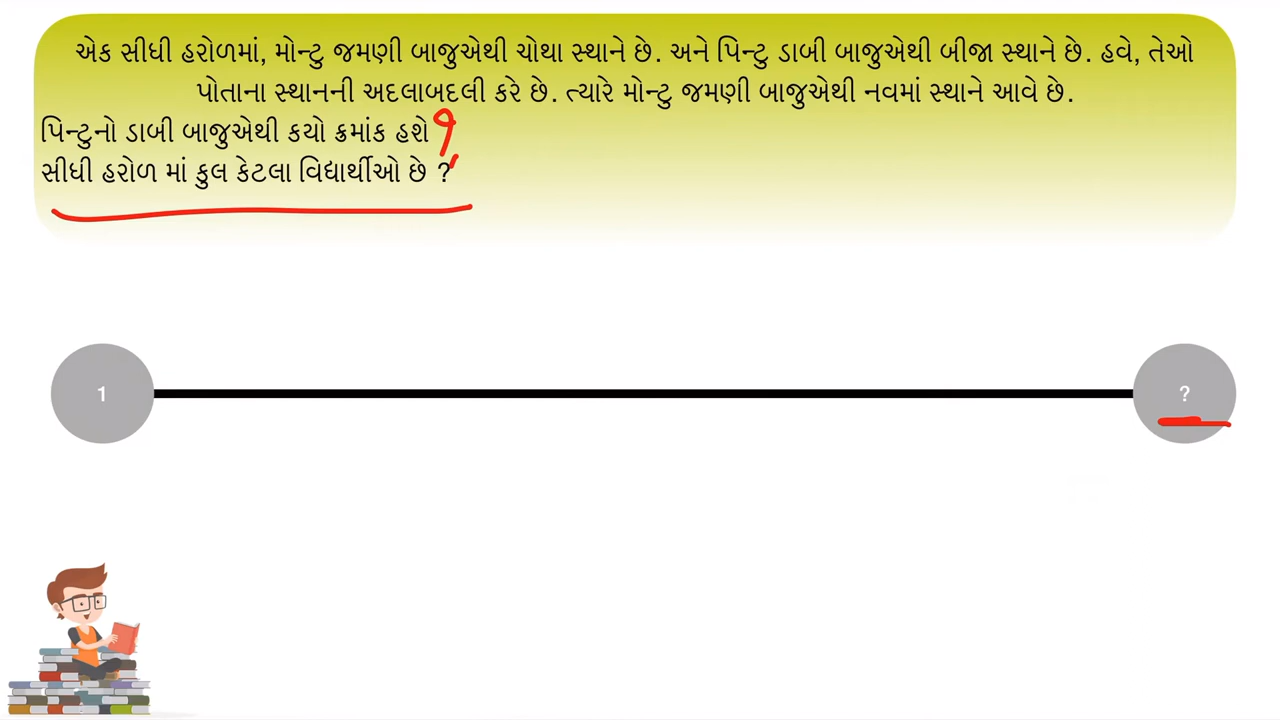 એક સીધી હરોળમાં, મોન્ટુ જમણી બાજુએથી ચોથા સ્થાને છે. અને પિન્ટુ ડાબી બાજુએથી બીજા સ્થાને છે. હવે, તેઓ
પોતાના સ્થાનની અદલાબદલી કરે છે. ત્યારે મોન્ટુ જમણી બાજુએથી નવમાં સ્થાને આવે છે.
પિન્ટુનો ડાબી બાજુએથી કયો ક્રમાંક હશે ?
સીધી હરોળ માં કુલ કેટલા વિદ્યાર્થીઓ છે ?
1
?